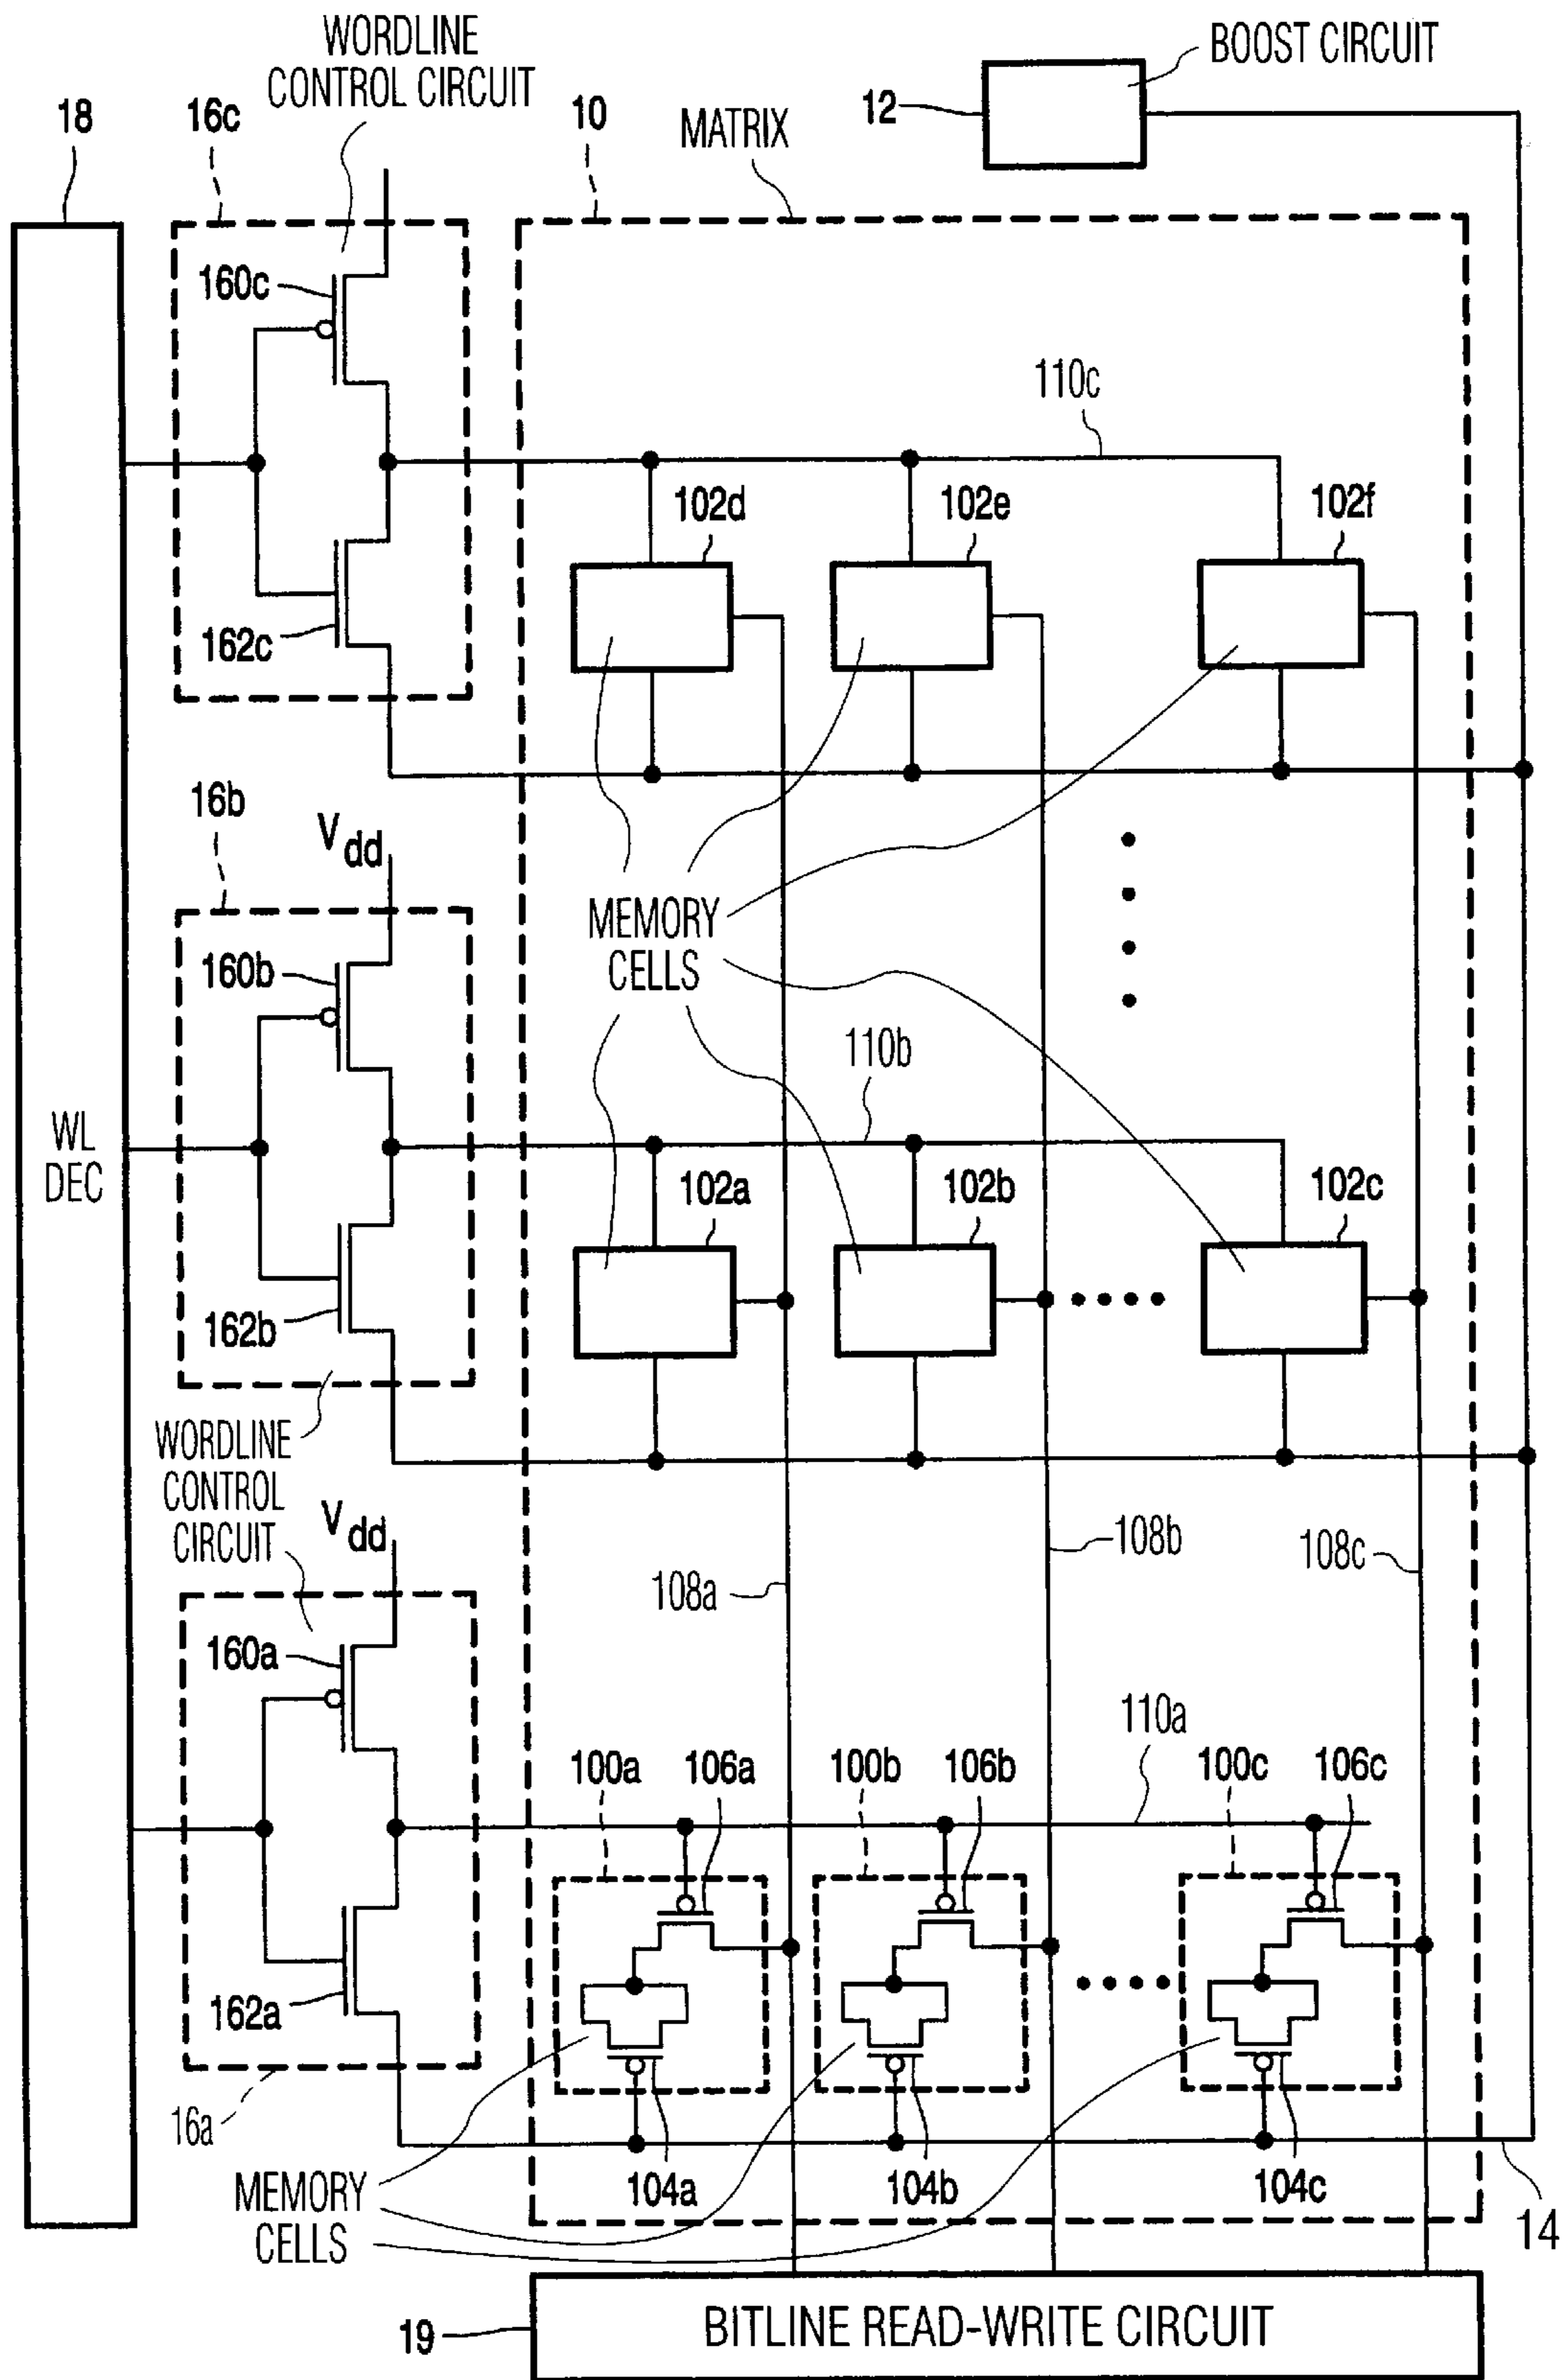 WORDLINE
CONTROL CIRCUIT
BOOST CIRCUIT
18
16c
10
MATRIX
12
160c
110c
102d
102e
102f
162c
16b
Vdd
MEMORY
CELLS
160b
110b
WL
DEC
102a
102b
102c
162b
WORDLINE
CONTROL
CIRCUIT
Vdd
108a
108b
108c
160a
110a
100a
106a
100b
106b
100c
106c
162a
16a
MEMORY
CELLS
104a
104b
104c
14
19
BITLINE READ-WRITE CIRCUIT